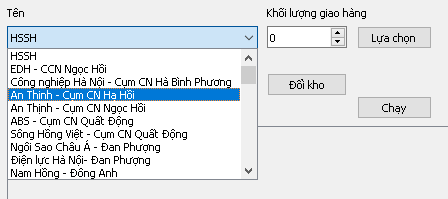 Tên
Khối lượng giao hàng
HSSH
0
Lựa chọn
HSSH
EDH - CCN Ngọc Hồi
Công nghiệp Hà Nội - Cụm CN Hà Bình Phương
An Thịnh - Cụm CN Hạ Hồi
An Thịnh - Cụm CN Ngọc Hồi
ABS - Cụm CN Quất Động
Sông Hồng Việt - Cụm CN Quất Động
Ngôi Sao Châu Á - Đan Phượng
Điện lực Hà Nội- Đan Phượng
Nam Hồng - Đông Anh
Đổi kho
Chạy